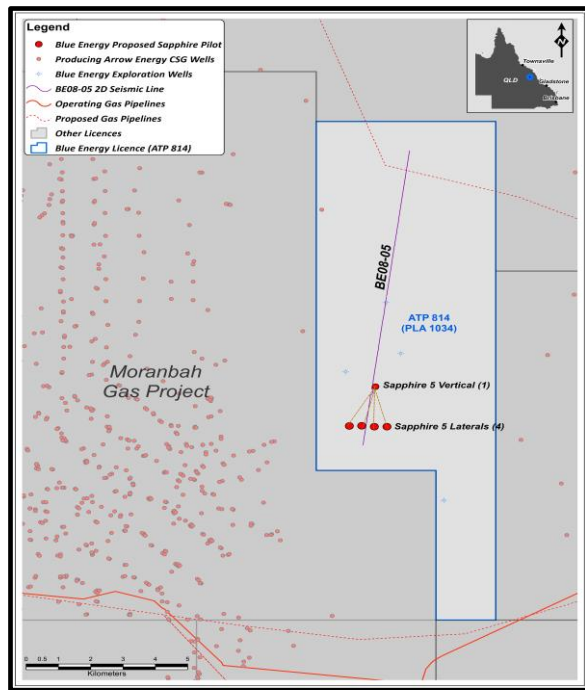 Legend
Blue Energy Proposed Sapphire Pilot
Producing Arrow Energy CSG Wells
Blue Energy Exploration Wells
BE08-05 2D Seismic Line
Operating Gas Pipelines
Proposed Gas Pipelines
Other Licences
Blue Energy Licence (ATP 814)
N
Townsville
QLD
Gladstone
Brisbane
BE08-05
ATP 814
(PLA 1034)
Moranbah
Gas Project
Sapphire 5 Vertical (1)
Sapphire 5 Laterals (4)
0 0.5 1 2 3 4 5
Kilometers